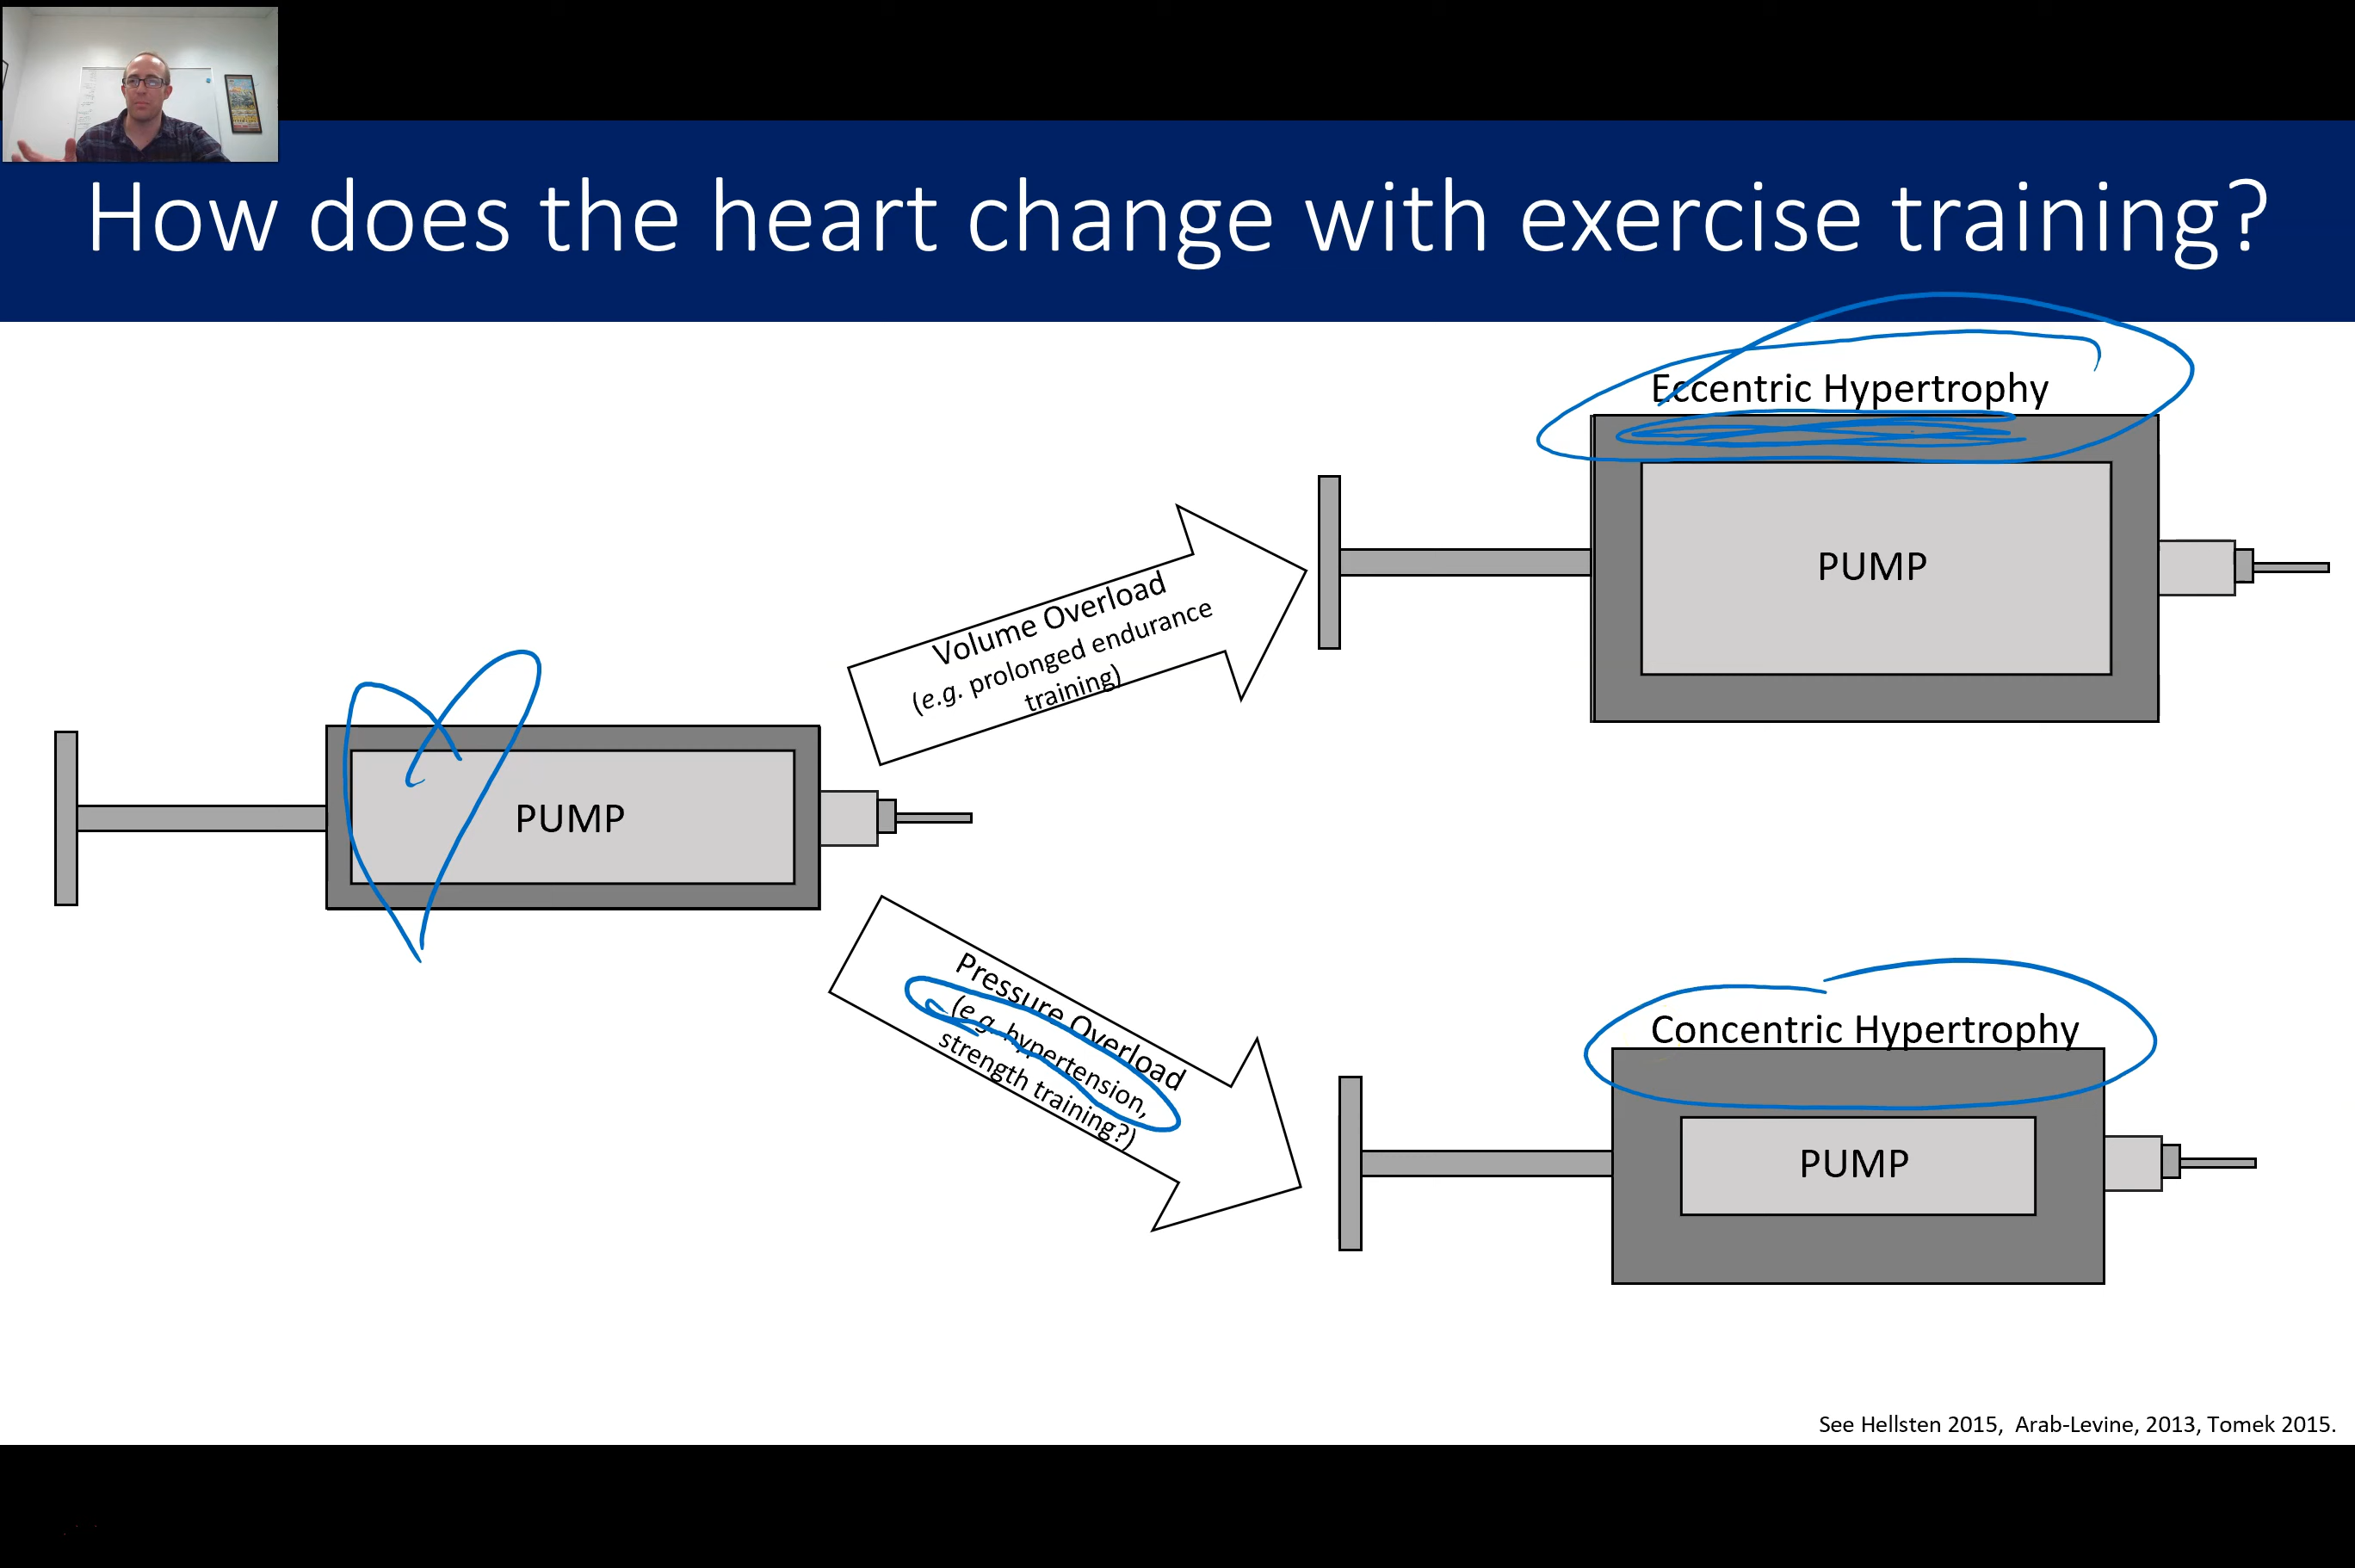 How does the heart change with exercise training?
Eccentric Hypertrophy
PUMP
Volume Overload
(e.g. prolonged endurance
training)
PUMP
Pressure Overload
(e.g. hypertension,
strength training?)
Concentric Hypertrophy
PUMP
See Hellsten 2015,  Arab-Levine, 2013, Tomek 2015.